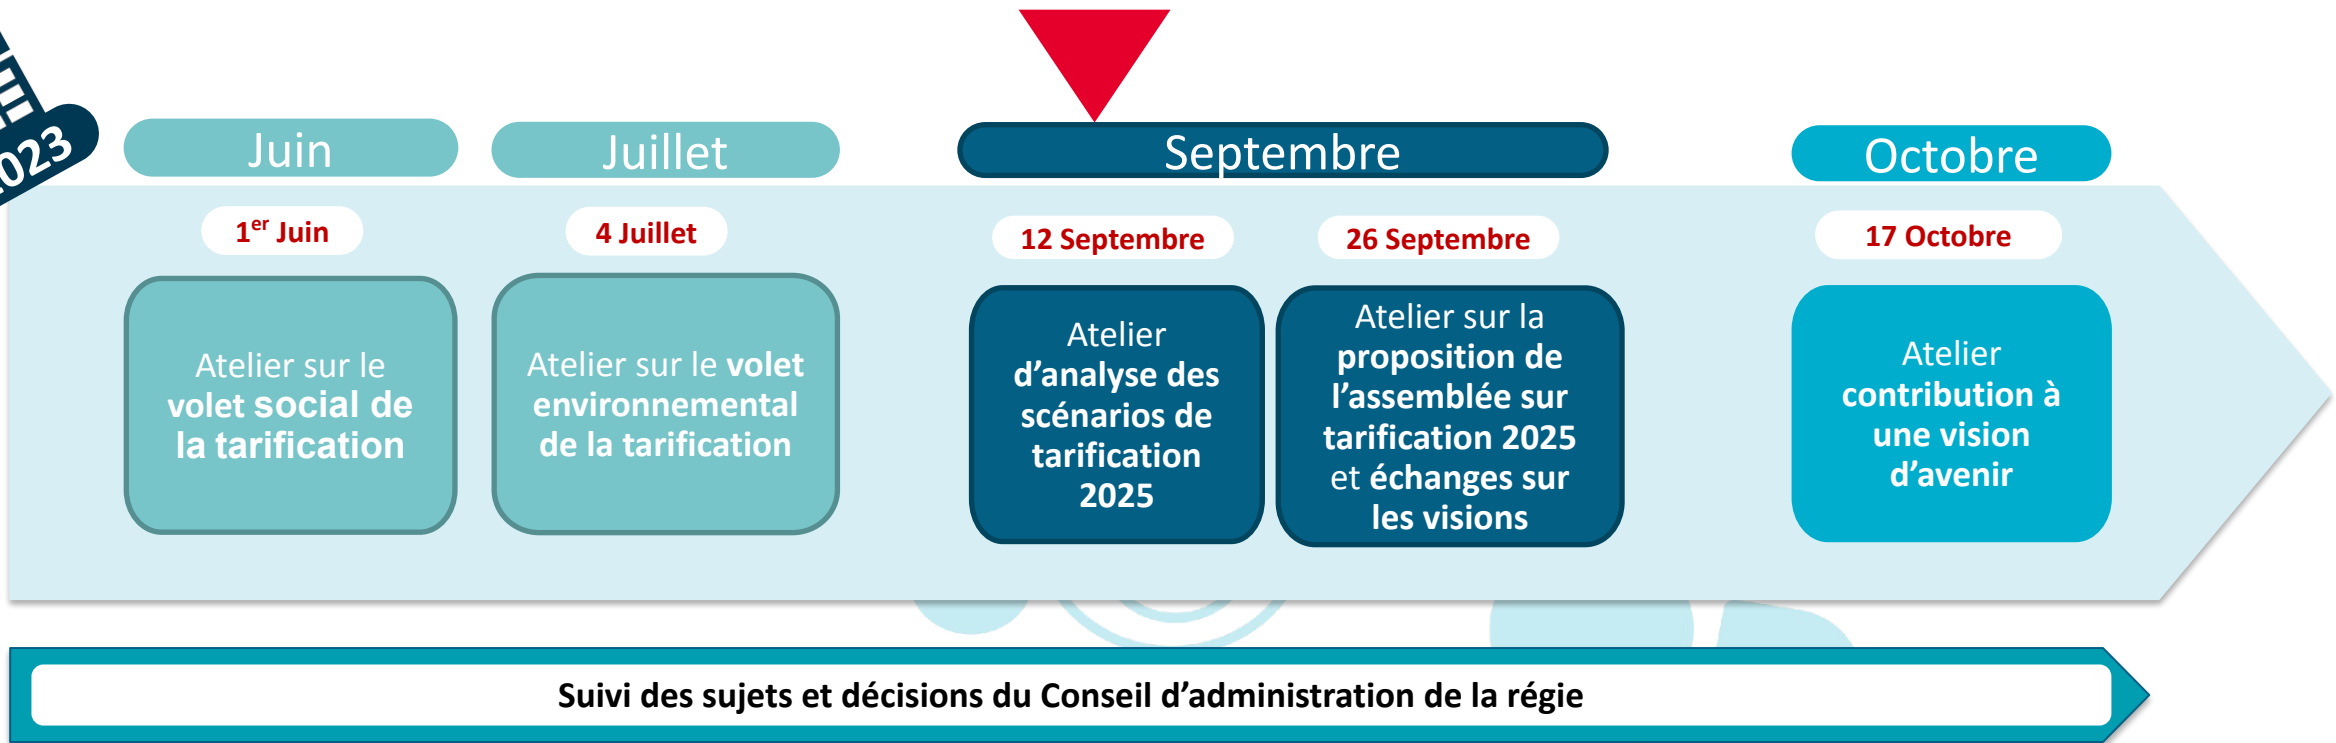 2023
Juin
Juillet
Septembre
Octobre
1er Juin
4 Juillet
12 Septembre
26 Septembre
17 Octobre
Atelier sur le
volet social de
la tarification
Atelier sur le volet
environnemental
de la tarification
Atelier
d’analyse des
scénarios de
tarification
2025
Atelier sur la
proposition de
l’assemblée sur
tarification 2025
et échanges sur
les visions
Atelier
contribution à
une vision
d’avenir
Suivi des sujets et décisions du Conseil d’administration de la régie